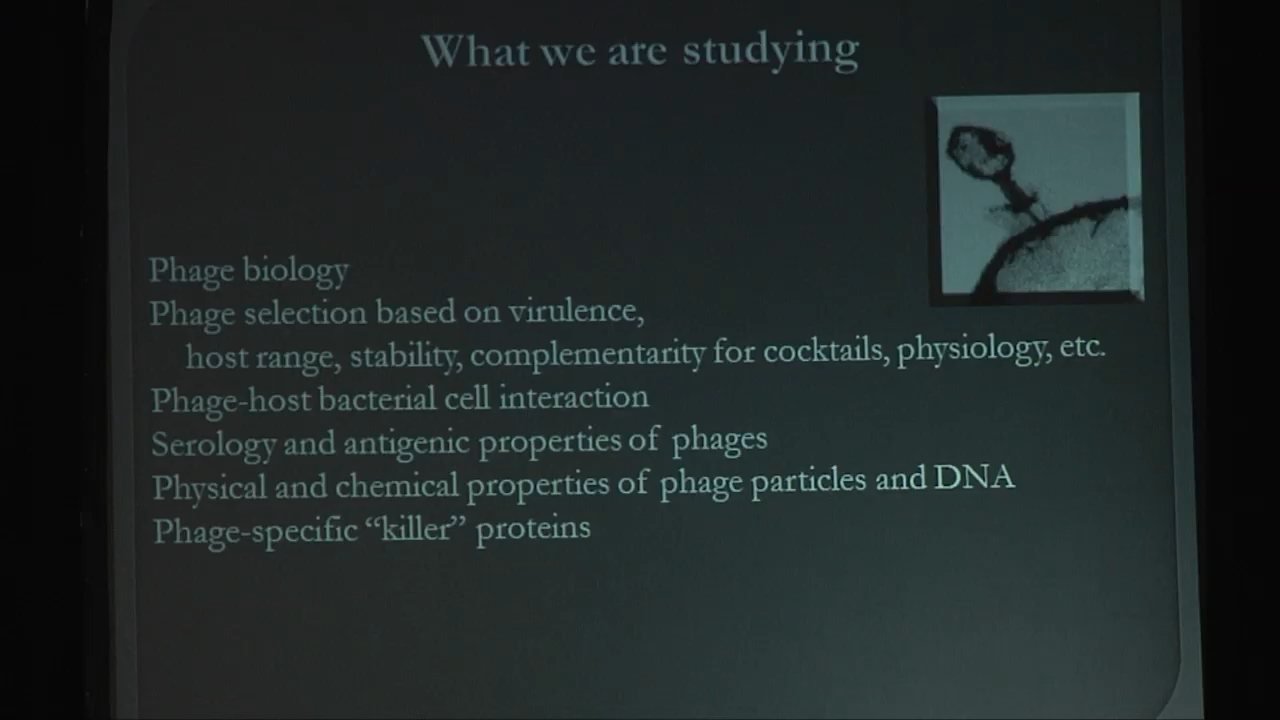 What we are studying
Phage biology
Phage selection based on virulence,
host range, stability, complementarity for cocktails, physiology, etc.
Phage-host bacterial cell interaction
Serology and antigenic properties of phages
Physical and chemical properties of phage particles and DNA
Phage-specific “killer” proteins